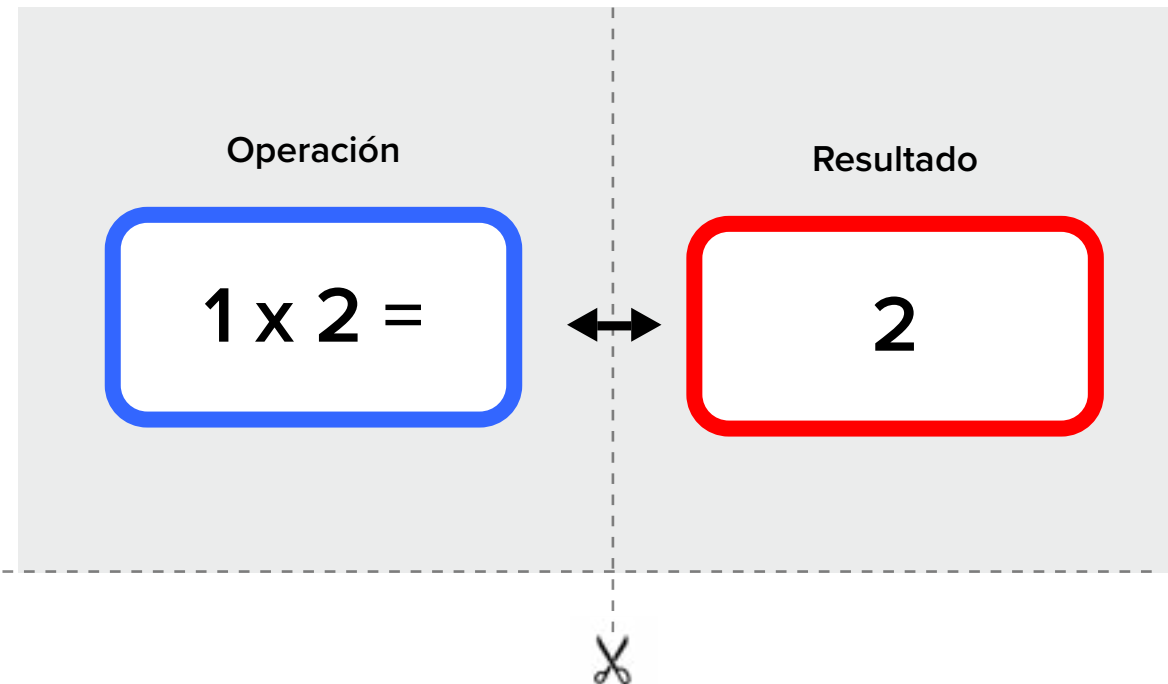 Operación
Resultado
1 x 2 =
2